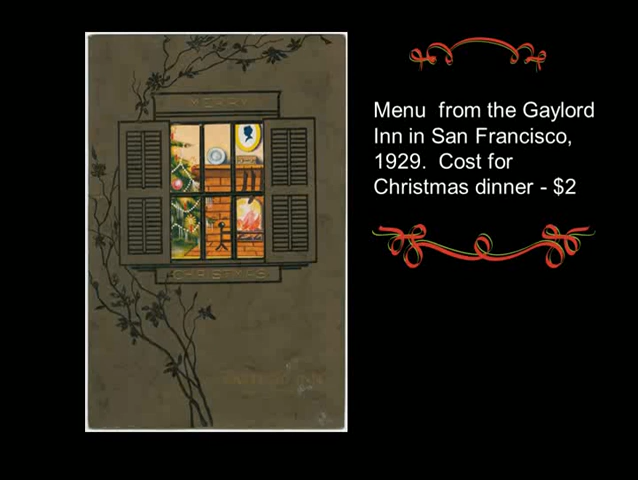 MERRY
CHRISTMAS
Menu from the Gaylord
Inn in San Francisco,
1929. Cost for
Christmas dinner - $2